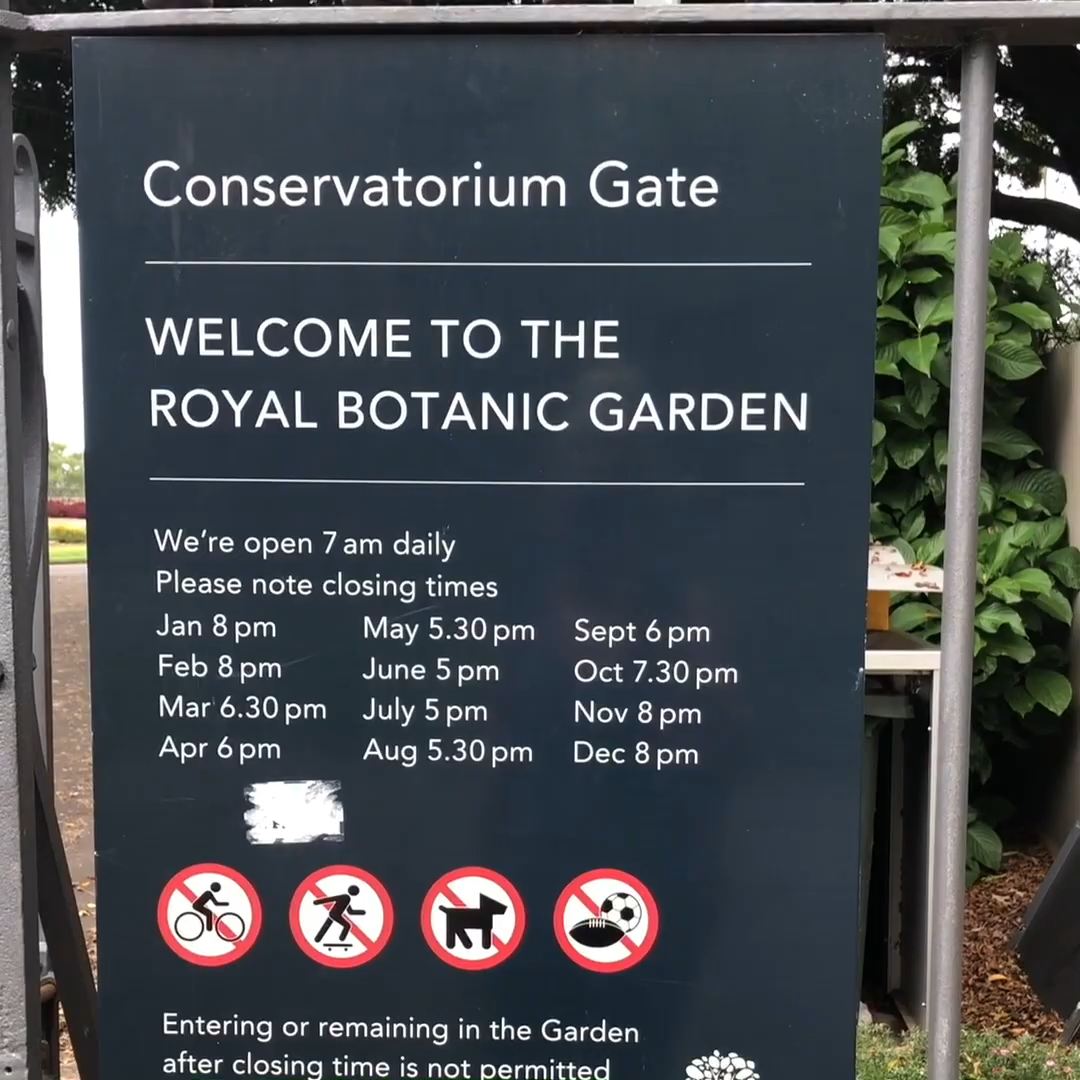 Conservatorium Gate
WELCOME TO THE
ROYAL BOTANIC GARDEN
We're open 7 am daily
Please note closing times
Jan 8 pm May 5.30 pm Sept 6 pm
Feb 8 pm June 5 pm Oct 7.30 pm
Mar 6.30 pm July 5 pm Nov 8 pm
Apr 6 pm Aug 5.30 pm Dec 8 pm
Entering or remaining in the Garden
after closing time is not permitted